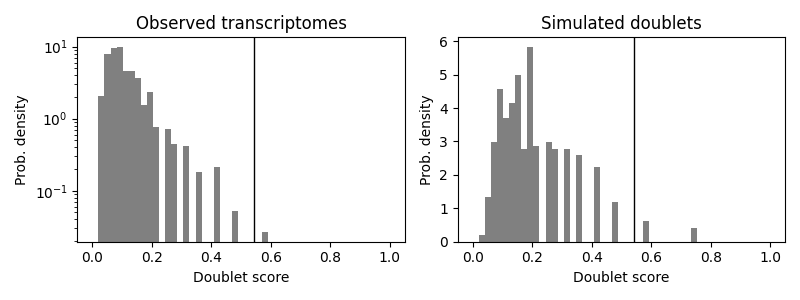 Observed transcriptomes
Prob. density
10¹
10⁰
10⁻¹
0.0 0.2 0.4 0.6 0.8 1.0
Doublet score
Simulated doublets
Prob. density
6
5
4
3
2
1
0
0.0 0.2 0.4 0.6 0.8 1.0
Doublet score